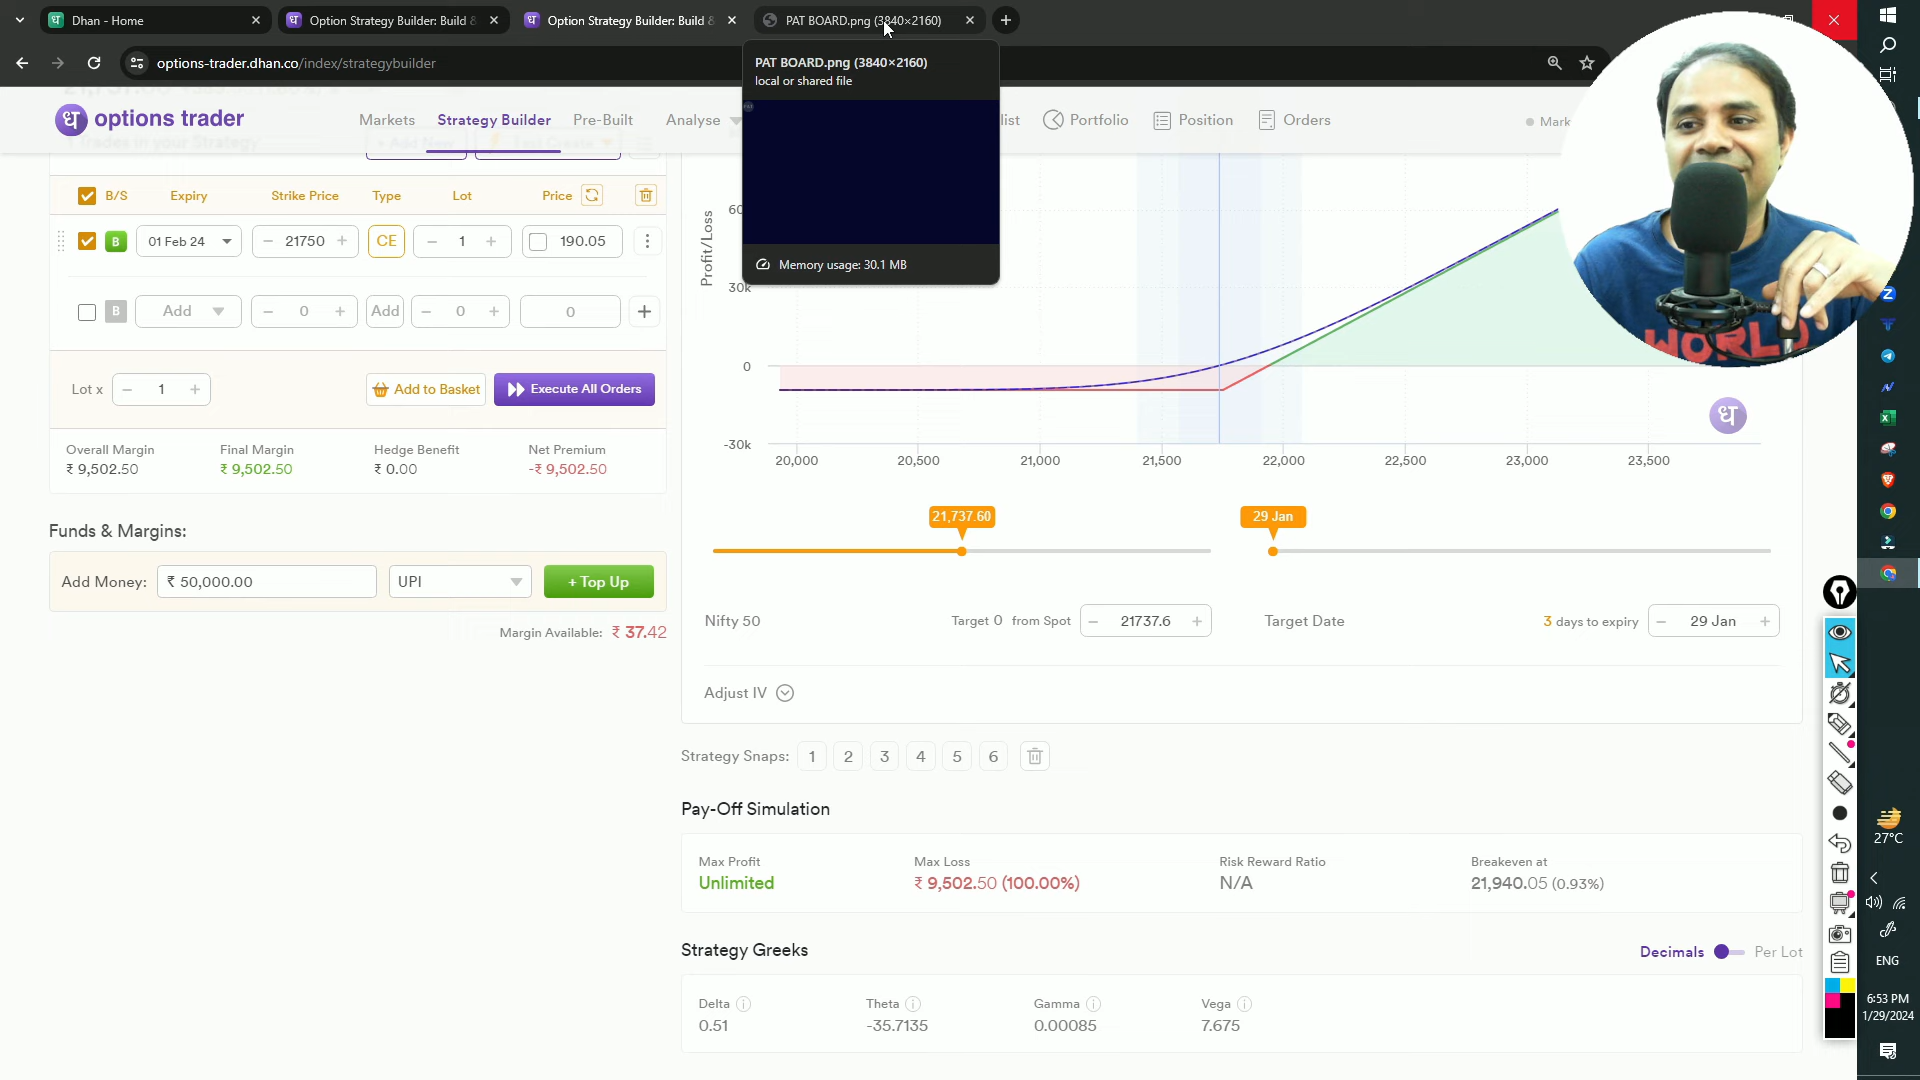 Dhan - Home
Option Strategy Builder: Build &
Option Strategy Builder: Build &
PAT BOARD.png (3840×2160)
options-trader.dhan.co/index/strategybuilder
PAT BOARD.png (3840×2160)
local or shared file
Memory usage: 30.1 MB
options trader
Markets
Strategy Builder
Pre-Built
Analyse
list
Portfolio
Position
Orders
Mark
B/S
Expiry
Strike Price
Type
Lot
Price
B
01 Feb 24
− 21750 +
CE
− 1 +
190.05
B
Add
− 0 +
Add
− 0 +
0
+
Lot x
− 1 +
Add to Basket
Execute All Orders
Overall Margin
Final Margin
Hedge Benefit
Net Premium
₹ 9,502.50
₹ 9,502.50
₹ 0.00
-₹ 9,502.50
Funds & Margins:
Add Money:
₹ 50,000.00
UPI
+ Top Up
Margin Available: ₹ 37.42
Profit/Loss
60
30k
0
-30k
20,000
20,500
21,000
21,500
22,000
22,500
23,000
23,500
ध
21,737.60
29 Jan
Nifty 50
Target 0 from Spot
− 21737.6 +
Target Date
3 days to expiry
− 29 Jan +
Adjust IV
Strategy Snaps:
1
2
3
4
5
6
Pay-Off Simulation
Max Profit
Max Loss
Risk Reward Ratio
Breakeven at
Unlimited
₹ 9,502.50 (100.00%)
N/A
21,940.05 (0.93%)
Strategy Greeks
Decimals
Per Lot
Delta
Theta
Gamma
Vega
0.51
-35.7135
0.00085
7.675
WORLD
27°C
ENG
6:53 PM
1/29/2024